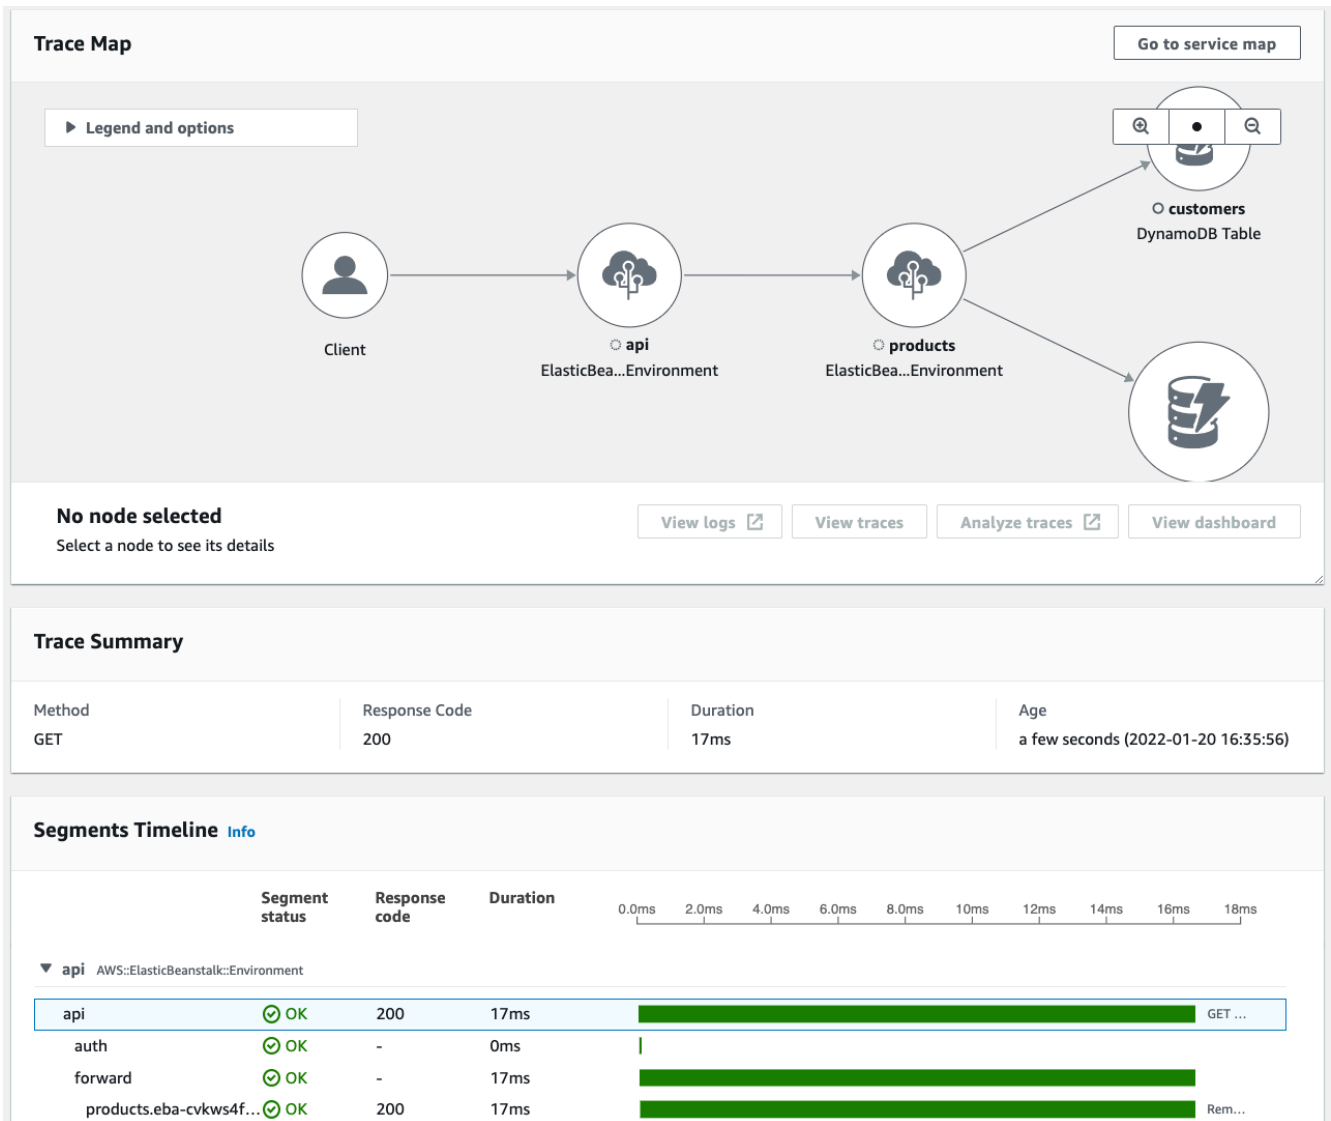 Trace Map
Go to service map
Legend and options
customers
DynamoDB Table
Client
api
ElasticBea...Environment
products
ElasticBea...Environment
No node selected
Select a node to see its details
View logs
View traces
Analyze traces
View dashboard
Trace Summary
Method
Response Code
Duration
Age
GET
200
17ms
a few seconds (2022-01-20 16:35:56)
Segments Timeline Info
Segment status
Response code
Duration
0.0ms 2.0ms 4.0ms 6.0ms 8.0ms 10ms 12ms 14ms 16ms 18ms
api AWS::ElasticBeanstalk::Environment
api OK 200 17ms GET ...
auth OK - 0ms
forward OK - 17ms
products.eba-cvkws4f... OK 200 17ms Rem...